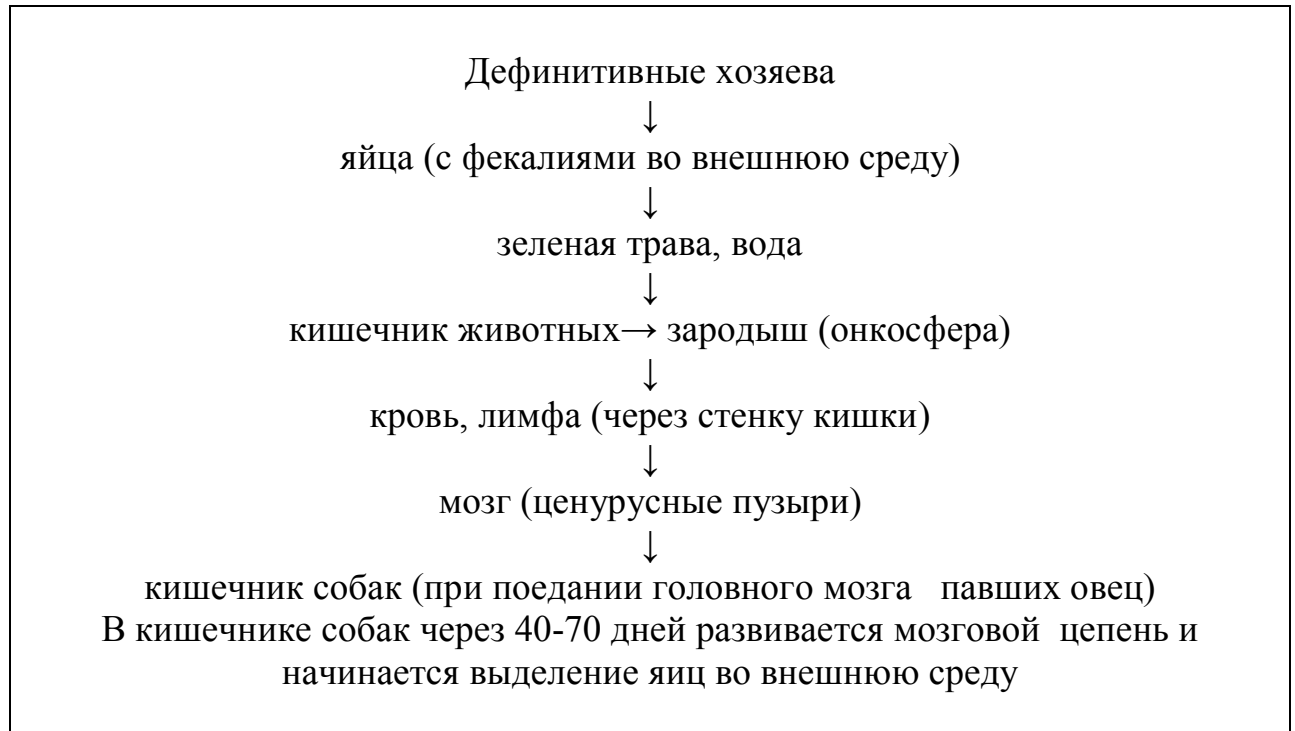 Дефинитивные хозяева
↓
яйца (с фекалиями во внешнюю среду)
↓
зеленая трава, вода
↓
кишечник животных→ зародыш (онкосфера)
↓
кровь, лимфа (через стенку кишки)
↓
мозг (ценурусные пузыри)
↓
кишечник собак (при поедании головного мозга павших овец)
В кишечнике собак через 40-70 дней развивается мозговой цепень и
начинается выделение яиц во внешнюю среду